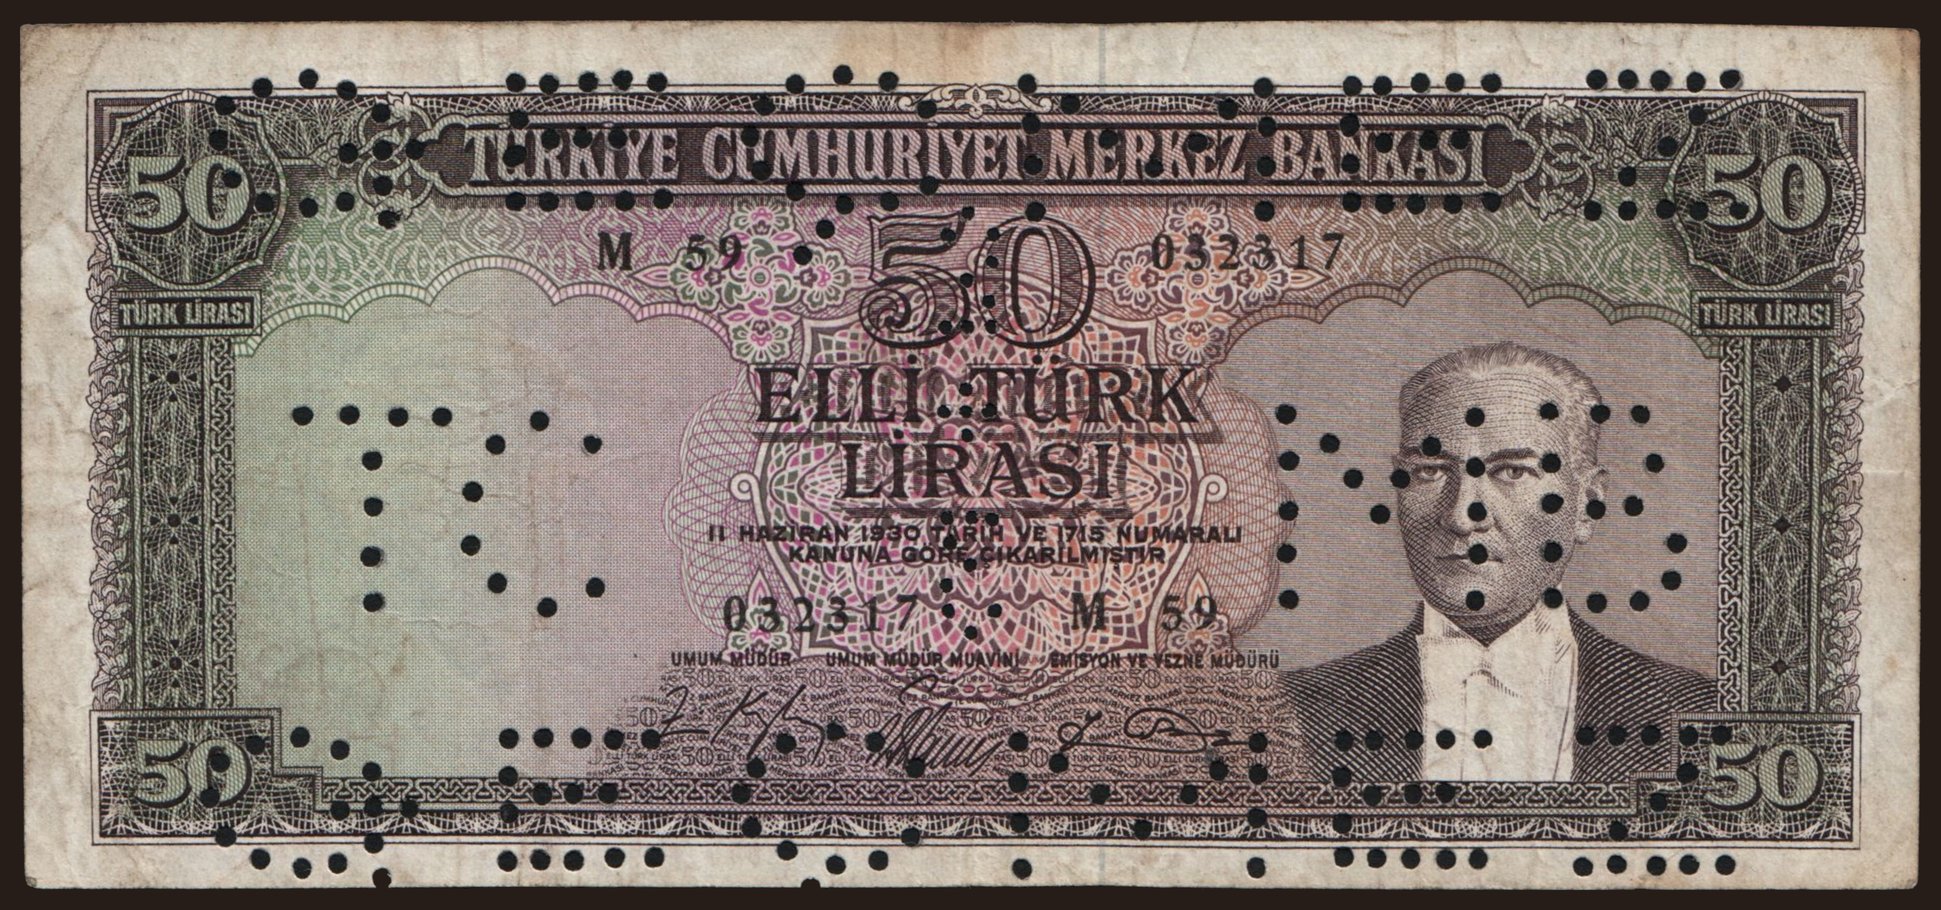 TÜRKİYE CUMHURİYET MERKEZ BANKASI
50 50
M 59 50 032317
TÜRK LİRASI TÜRK LİRASI
ELLİ TÜRK
LİRASI
11 HAZİRAN 1930 TARİH VE 1715 NUMARALI
KANUNA GÖRE ÇIKARILMIŞTIR
032317 M 59
UMUM MÜDÜR UMUM MÜDÜR MUAVİNİ EMİSYON VE VEZNE MÜDÜRÜ
50 50